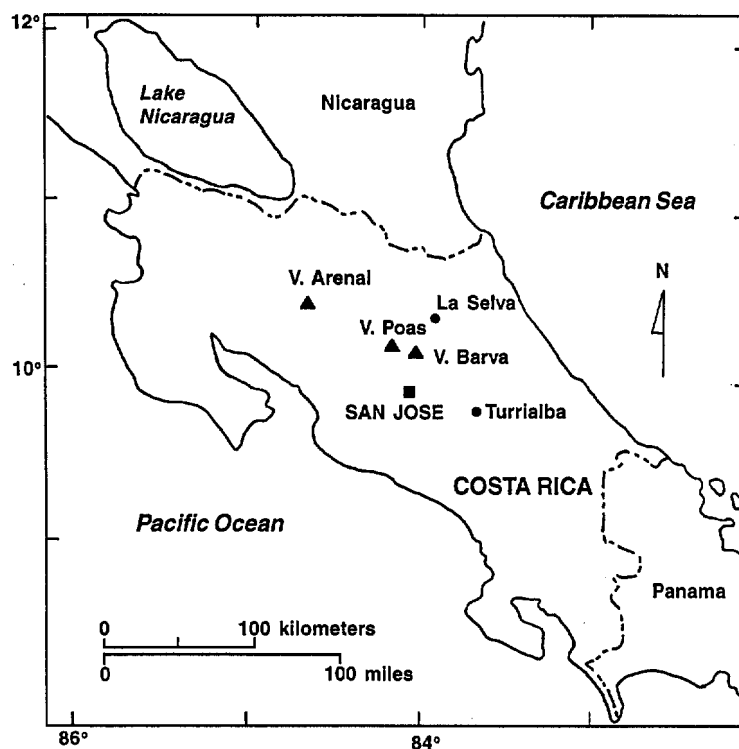 12°
Lake
Nicaragua
Nicaragua
Caribbean Sea
N
V. Arenal
La Selva
V. Poas
V. Barva
10°
SAN JOSE
Turrialba
COSTA RICA
Pacific Ocean
Panama
0 100 kilometers
0 100 miles
86°
84°